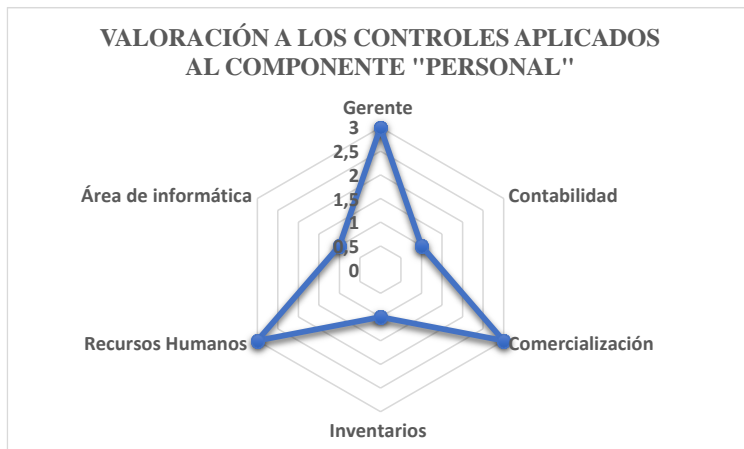 VALORACIÓN A LOS CONTROLES APLICADOS
AL COMPONENTE "PERSONAL"
Gerente
3
2,5
2
1,5
1
0,5
0
Área de informática
Contabilidad
Recursos Humanos
Comercialización
Inventarios